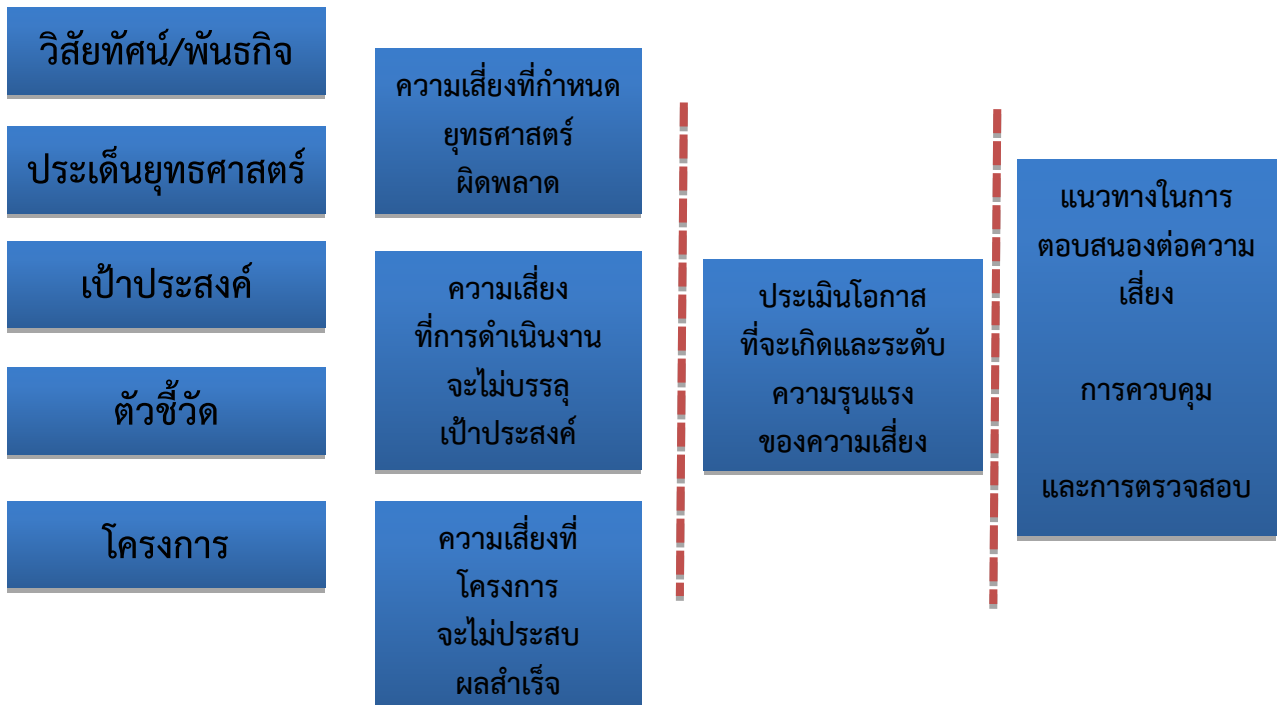 วิสัยทัศน์/พันธกิจ
ประเด็นยุทธศาสตร์
เป้าประสงค์
ตัวชี้วัด
โครงการ
ความเสี่ยงที่กำหนด
ยุทธศาสตร์
ผิดพลาด
ความเสี่ยง
ที่การดำเนินงาน
จะไม่บรรลุ
เป้าประสงค์
ความเสี่ยงที่
โครงการ
จะไม่ประสบ
ผลสำเร็จ
ประเมินโอกาส
ที่จะเกิดและระดับ
ความรุนแรง
ของความเสี่ยง
แนวทางในการ
ตอบสนองต่อความ
เสี่ยง
การควบคุม
และการตรวจสอบ